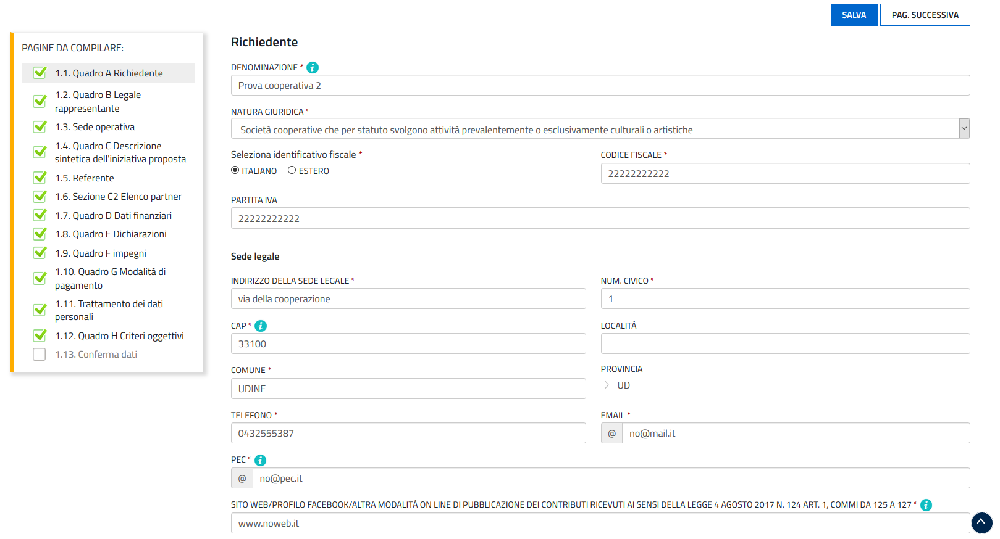 SALVA
PAG. SUCCESSIVA
PAGINE DA COMPILARE:
1.1. Quadro A Richiedente
1.2. Quadro B Legale
rappresentante
1.3. Sede operativa
1.4. Quadro C Descrizione
sintetica dell'iniziativa proposta
1.5. Referente
1.6. Sezione C2 Elenco partner
1.7. Quadro D Dati finanziari
1.8. Quadro E Dichiarazioni
1.9. Quadro F impegni
1.10. Quadro G Modalità di
pagamento
1.11. Trattamento dei dati
personali
1.12. Quadro H Criteri oggettivi
1.13. Conferma dati
Richiedente
DENOMINAZIONE * i
Prova cooperativa 2
NATURA GIURIDICA *
Società cooperative che per statuto svolgono attività prevalentemente o esclusivamente culturali o artistiche
Seleziona identificativo fiscale *
ITALIANO ESTERO
CODICE FISCALE *
22222222222
PARTITA IVA
22222222222
Sede legale
INDIRIZZO DELLA SEDE LEGALE *
via della cooperazione
NUM. CIVICO *
1
CAP * i
33100
LOCALITÀ
COMUNE *
UDINE
PROVINCIA
UD
TELEFONO *
0432555387
EMAIL *
@ no@mail.it
PEC * i
@ no@pec.it
SITO WEB/PROFILO FACEBOOK/ALTRA MODALITÀ ON LINE DI PUBBLICAZIONE DEI CONTRIBUTI RICEVUTI AI SENSI DELLA LEGGE 4 AGOSTO 2017 N. 124 ART. 1, COMMI DA 125 A 127 * i
www.noweb.it